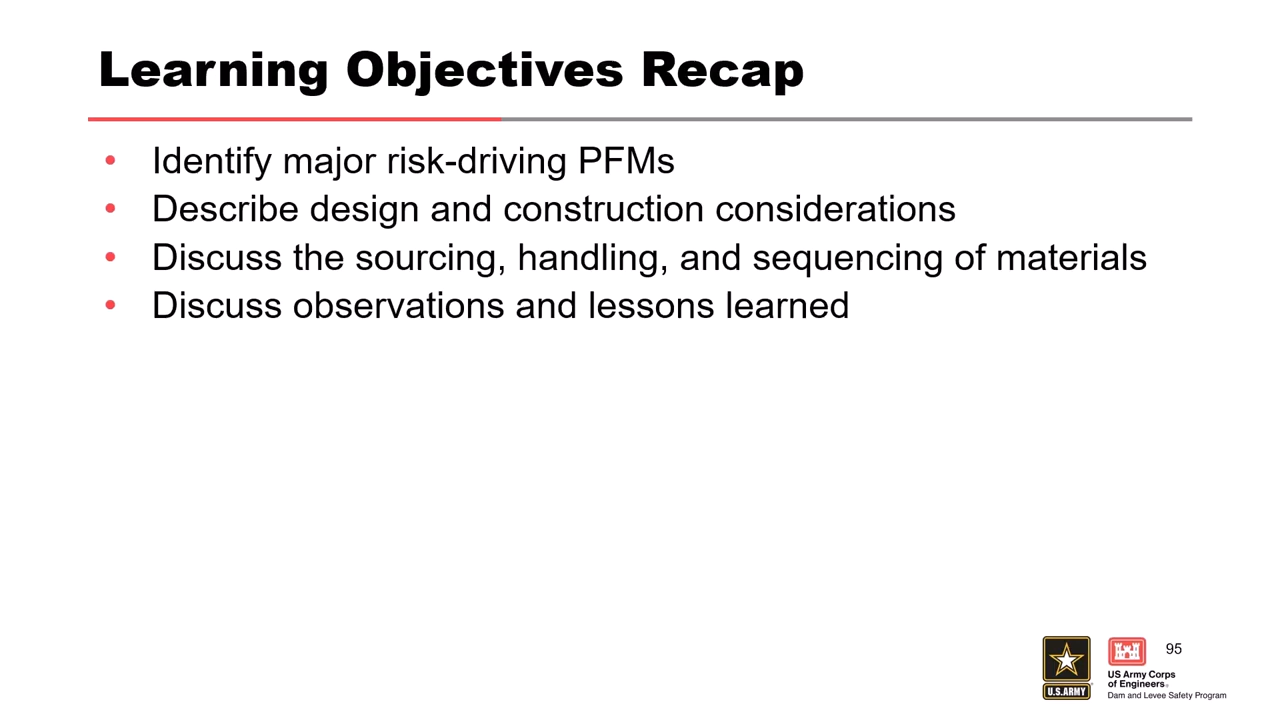 Learning Objectives Recap
• Identify major risk-driving PFMs
• Describe design and construction considerations
• Discuss the sourcing, handling, and sequencing of materials
• Discuss observations and lessons learned
95
U.S.ARMY
US Army Corps
of Engineers®
Dam and Levee Safety Program